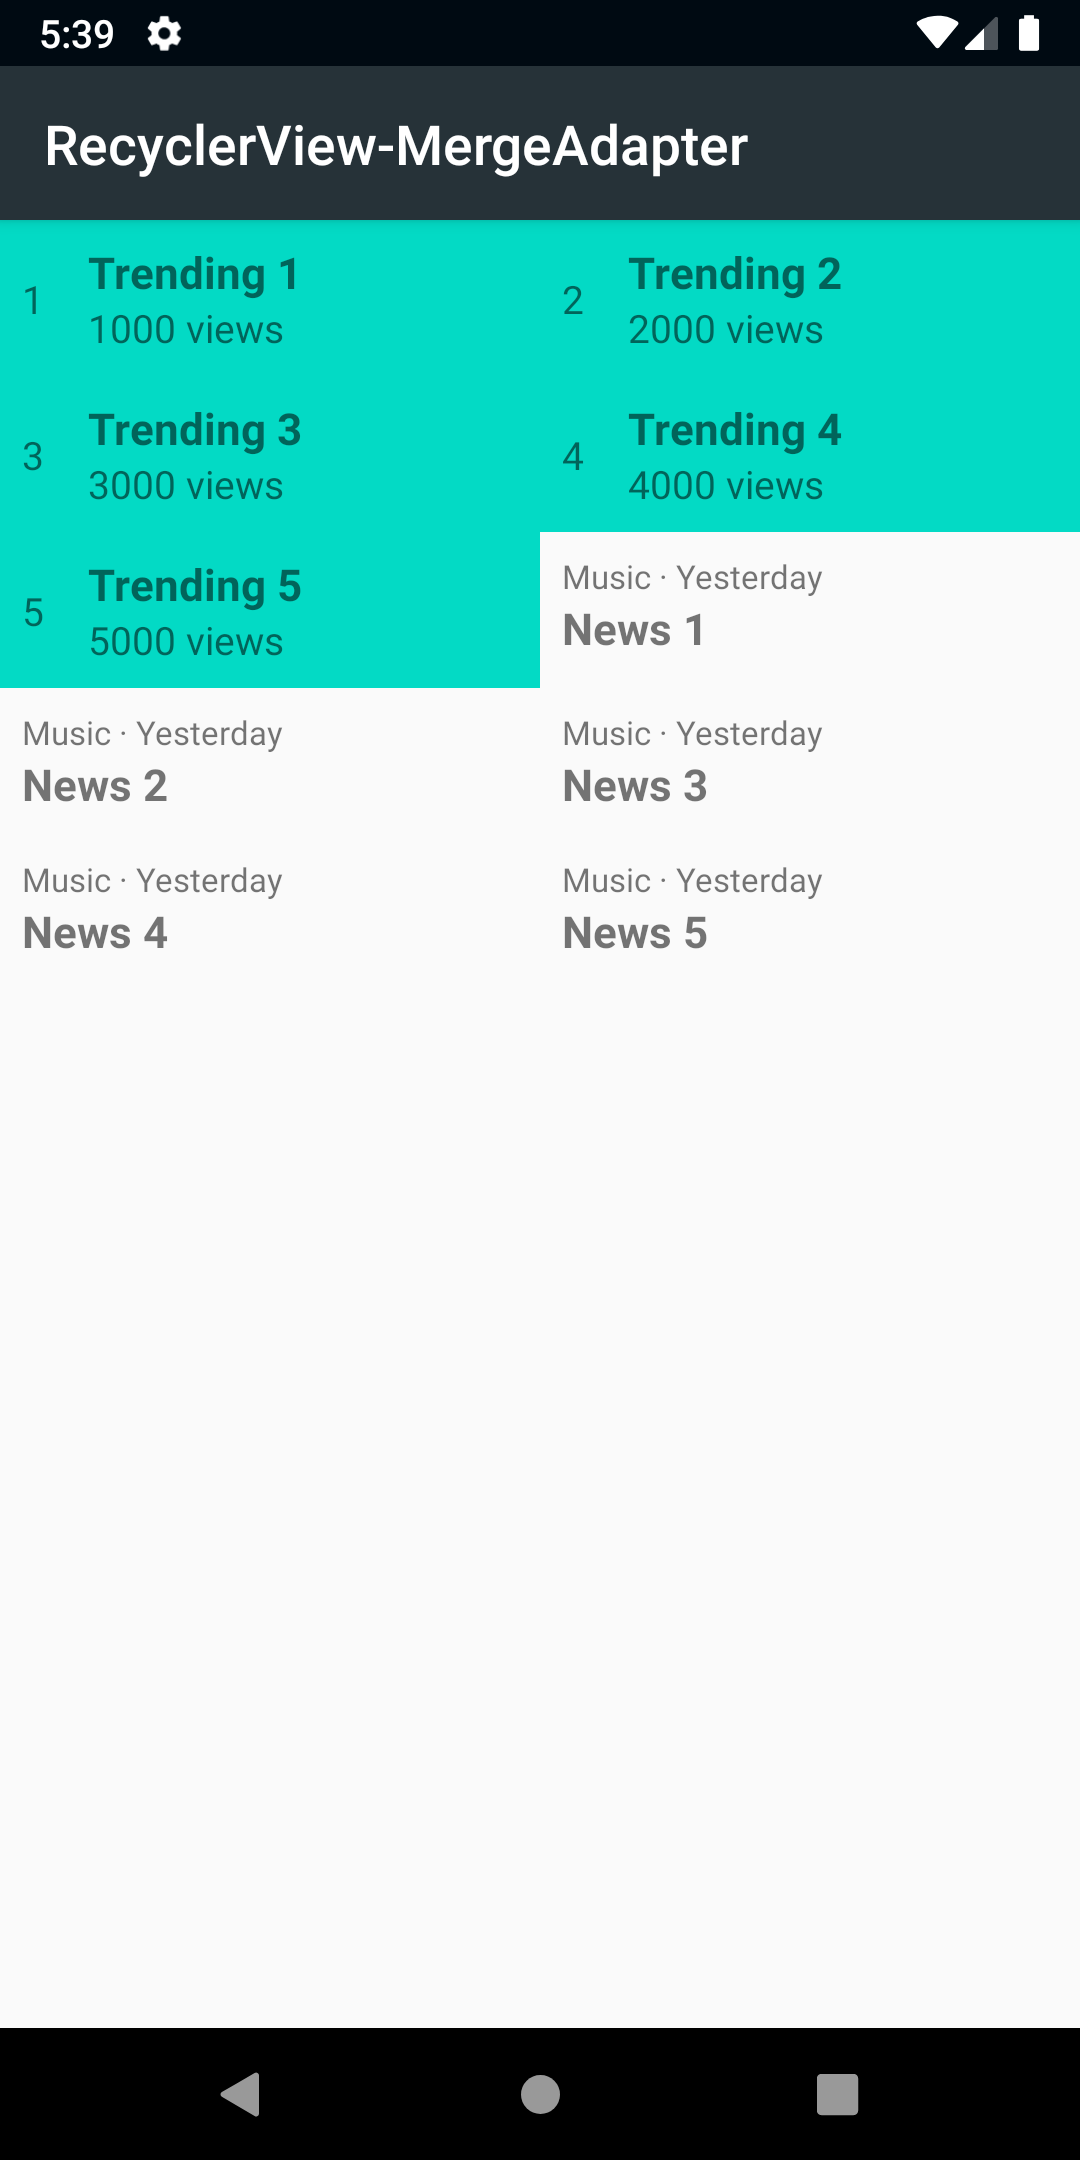 5:39
RecyclerView-MergeAdapter
1
Trending 1
1000 views
2
Trending 2
2000 views
3
Trending 3
3000 views
4
Trending 4
4000 views
5
Trending 5
5000 views
Music · Yesterday
News 1
Music · Yesterday
News 2
Music · Yesterday
News 3
Music · Yesterday
News 4
Music · Yesterday
News 5